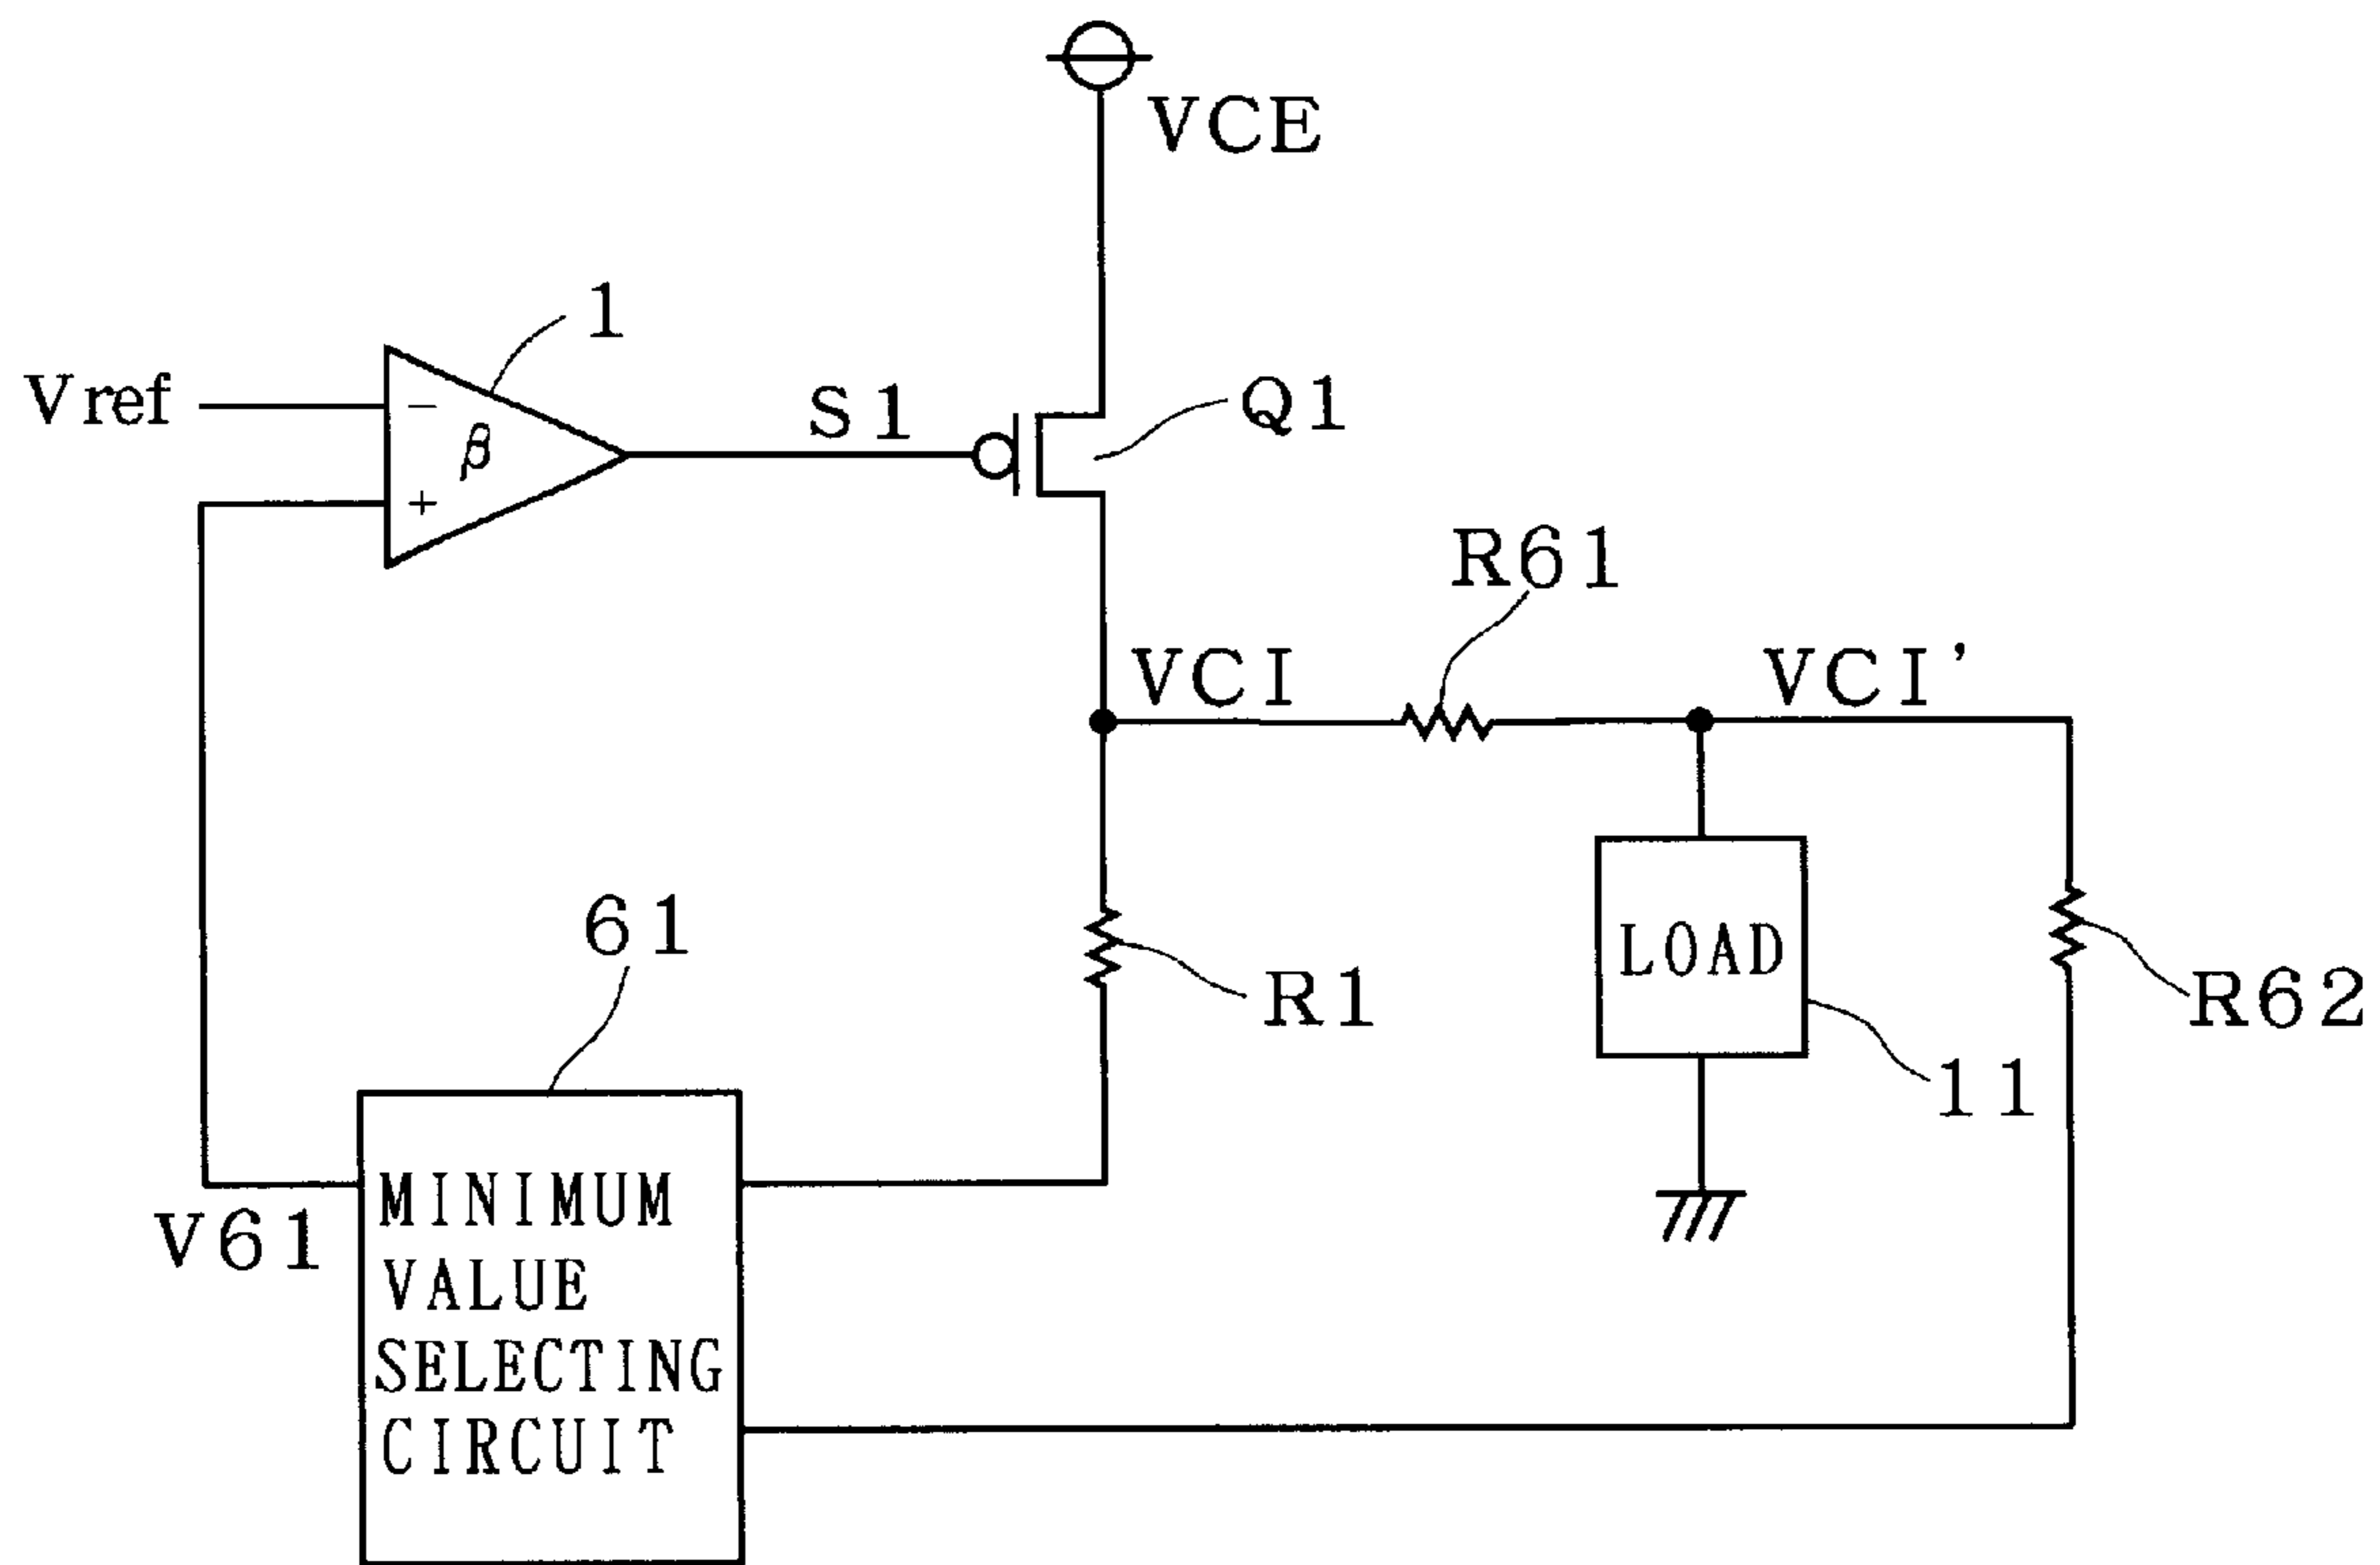 VCE
1
Vref
−
β
+
S1
Q1
R61
VCI
VCI'
61
LOAD
R1
R62
11
V61
MINIMUM
VALUE
SELECTING
CIRCUIT